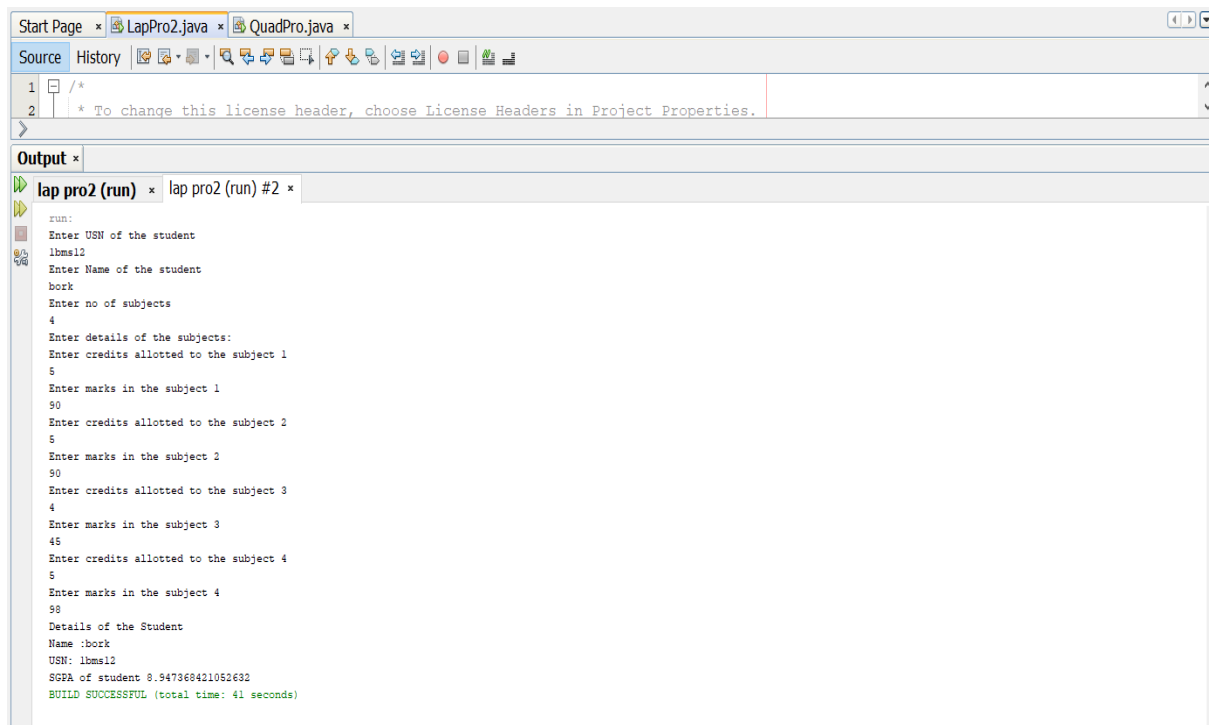 Start Page LapPro2.java QuadPro.java
Source History
1 /*
2 * To change this license header, choose License Headers in Project Properties.
Output
lap pro2 (run) lap pro2 (run) #2
run:
Enter USN of the student
1bms12
Enter Name of the student
bork
Enter no of subjects
4
Enter details of the subjects:
Enter credits allotted to the subject 1
5
Enter marks in the subject 1
90
Enter credits allotted to the subject 2
5
Enter marks in the subject 2
90
Enter credits allotted to the subject 3
4
Enter marks in the subject 3
45
Enter credits allotted to the subject 4
5
Enter marks in the subject 4
98
Details of the Student
Name :bork
USN: 1bms12
SGPA of student 8.947368421052632
BUILD SUCCESSFUL (total time: 41 seconds)